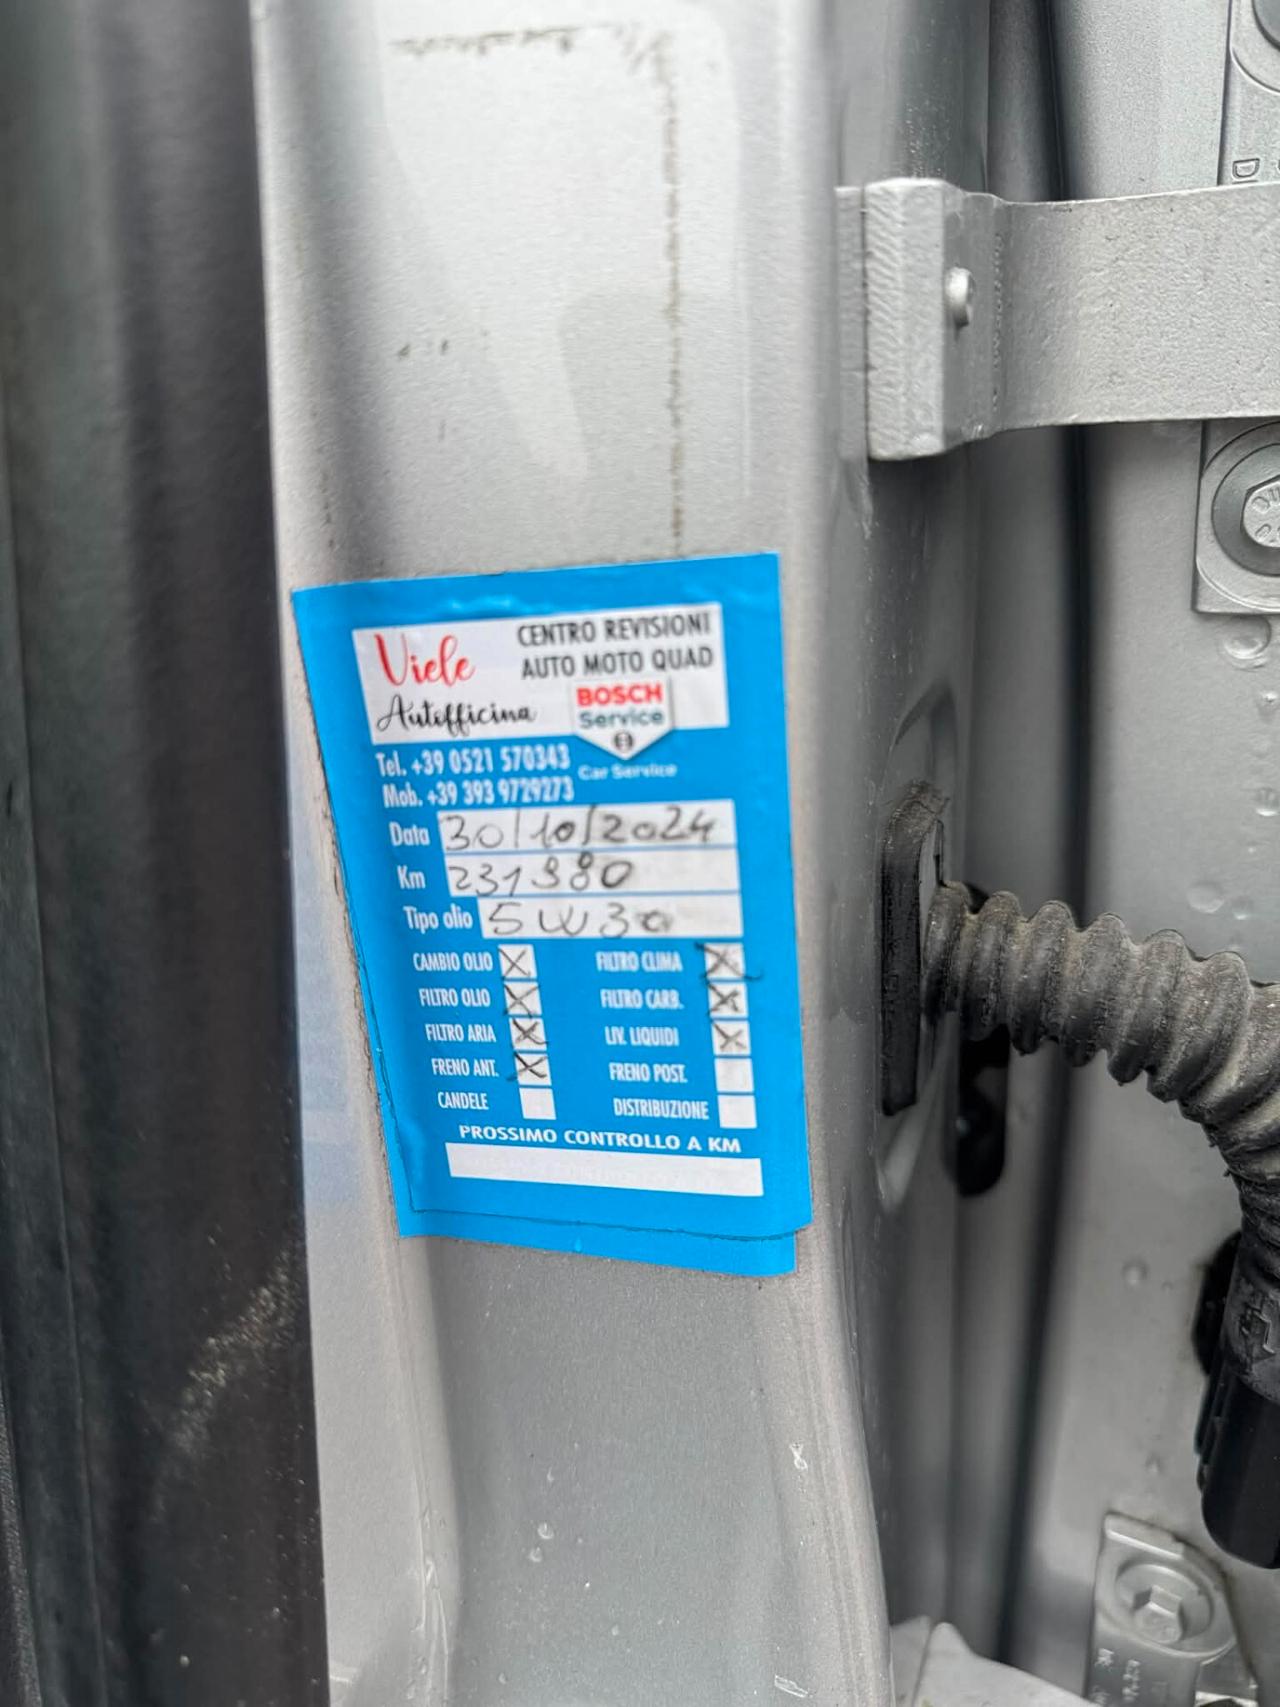 Viele
Autofficina
CENTRO REVISIONI
AUTO MOTO QUAD
BOSCH
Service
Car Service
Tel. +39 0521 570343
Mob. +39 393 9729273
Data 30/10/2024
Km 231980
Tipo olio 5W30
CAMBIO OLIO X FILTRO CLIMA X
FILTRO OLIO X FILTRO CARB. X
FILTRO ARIA X LIV. LIQUIDI X
FRENO ANT. X FRENO POST.
CANDELE DISTRIBUZIONE
PROSSIMO CONTROLLO A KM